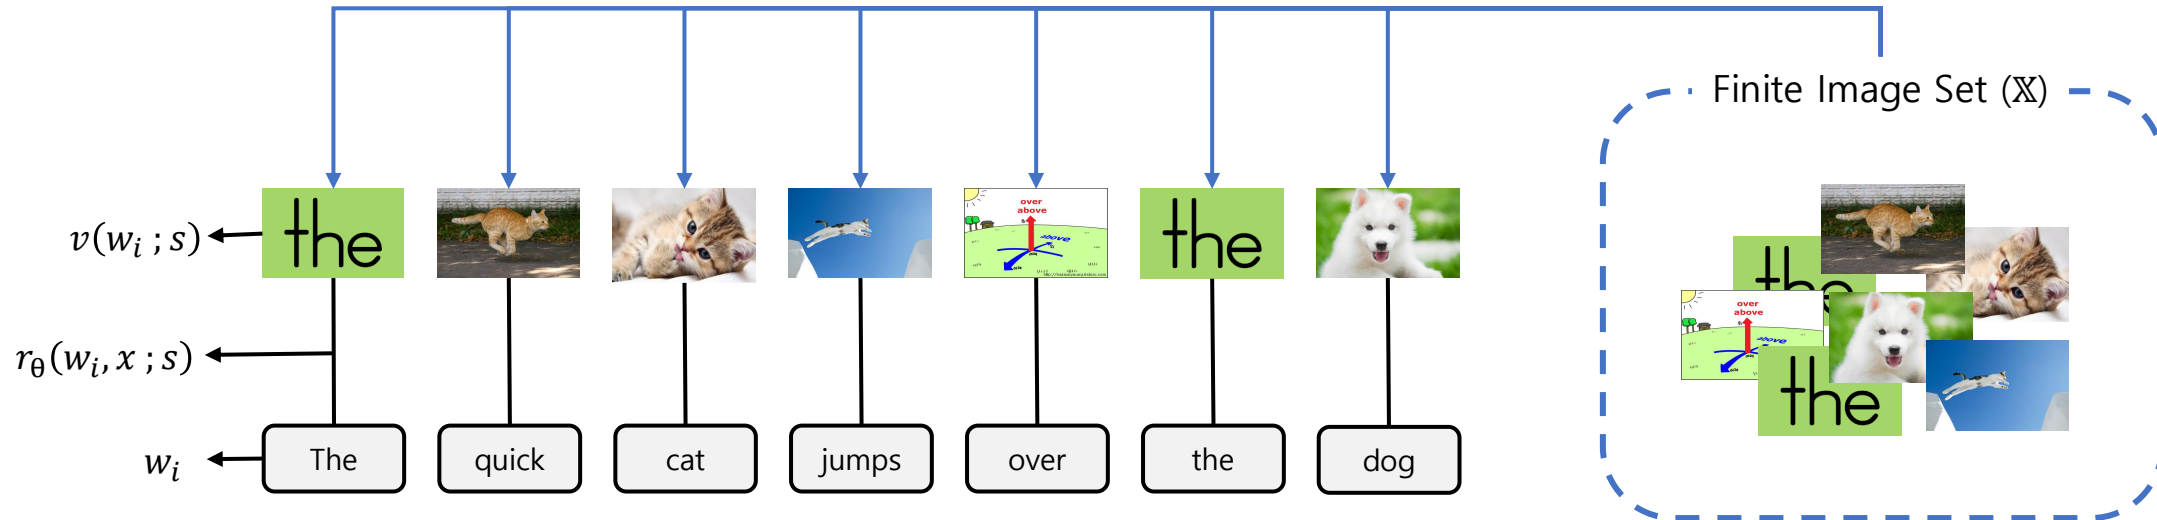 Finite Image Set (𝕏)
v(wᵢ ; s)
the
over
above
above
the
r_θ(wᵢ, x ; s)
wᵢ
The
quick
cat
jumps
over
the
dog
the
over
above
above
the